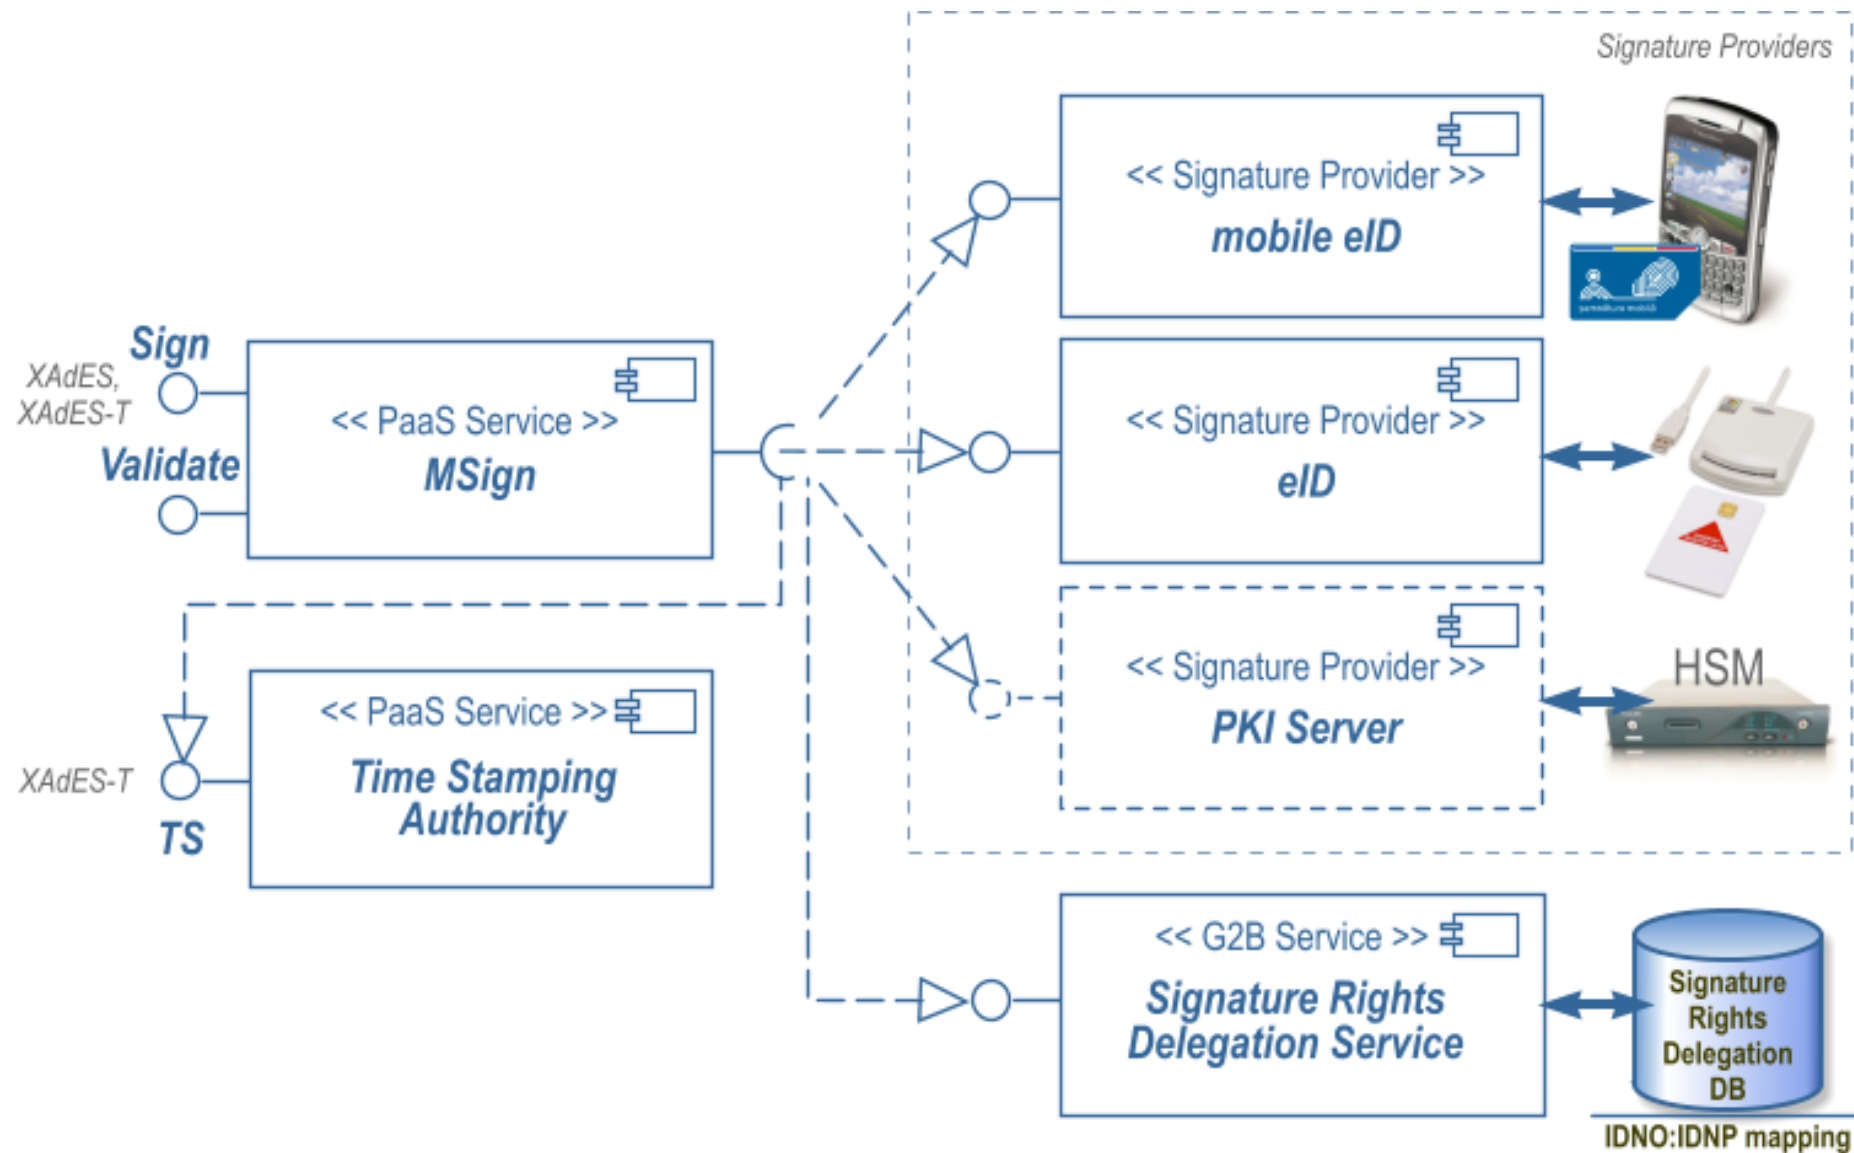 Signature Providers
<< Signature Provider >>
mobile eID
Sign
XAdES,
XAdES-T
Validate
<< PaaS Service >>
MSign
<< Signature Provider >>
eID
<< Signature Provider >>
PKI Server
HSM
<< PaaS Service >>
Time Stamping
Authority
XAdES-T
TS
<< G2B Service >>
Signature Rights
Delegation Service
Signature
Rights
Delegation
DB
IDNO:IDNP mapping